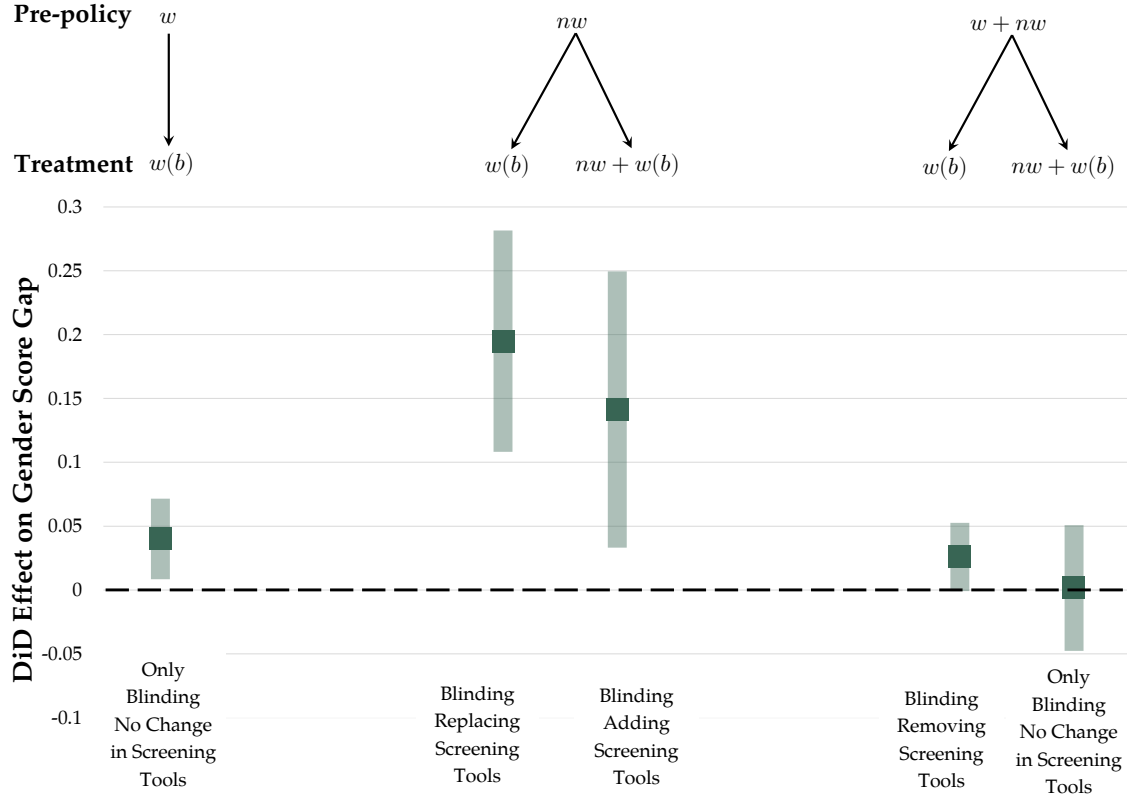 Pre-policy
w
nw
w + nw
Treatment
w(b)
w(b)
nw + w(b)
w(b)
nw + w(b)
DiD Effect on Gender Score Gap
0.3
0.25
0.2
0.15
0.1
0.05
0
-0.05
-0.1
Only
Blinding
No Change
in Screening
Tools
Blinding
Replacing
Screening
Tools
Blinding
Adding
Screening
Tools
Blinding
Removing
Screening
Tools
Only
Blinding
No Change
in Screening
Tools